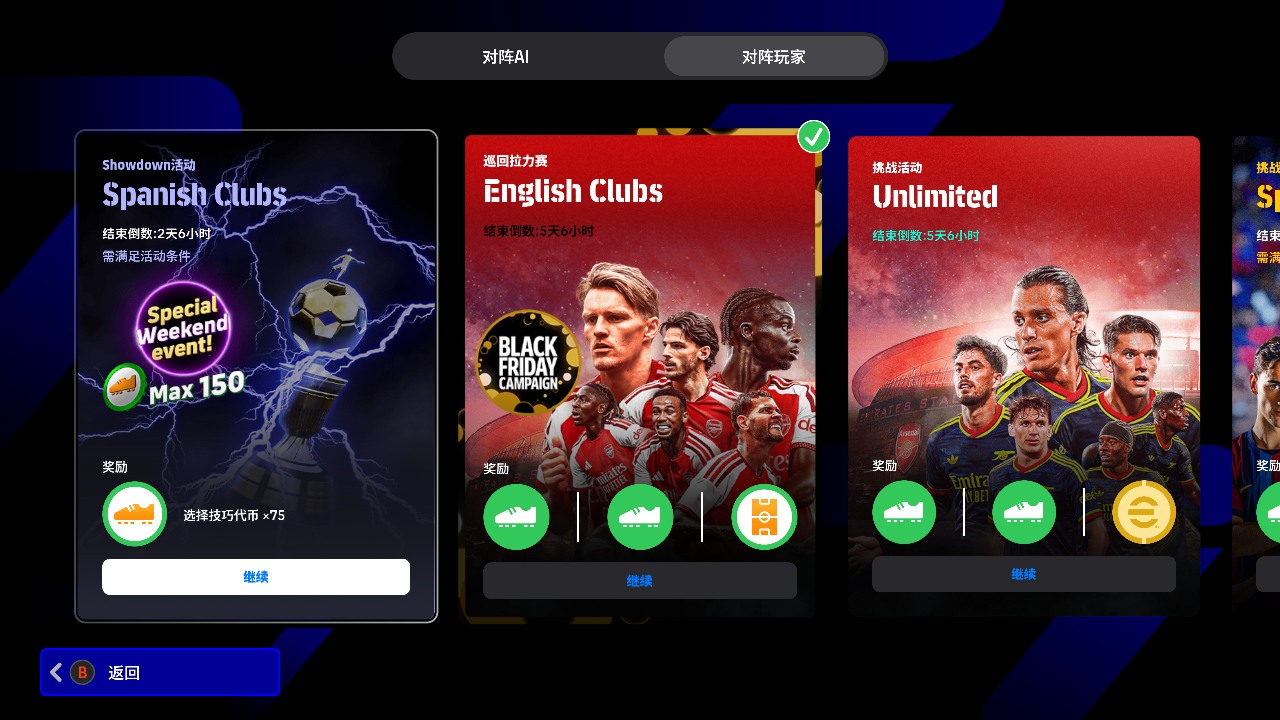 对阵AI
对阵玩家
Showdown活动
Spanish Clubs
结束倒数:2天6小时
需满足活动条件
Special
Weekend
event!
Max 150
奖励
选择技巧代币 ×75
继续
巡回拉力赛
English Clubs
结束倒数:5天6小时
BLACK
FRIDAY
CAMPAIGN
奖励
继续
挑战活动
Unlimited
结束倒数:5天6小时
EMIRATES STA
Arsenal
Emirates
奖励
继续
挑战
Sp
结束
需满
奖励
B 返回